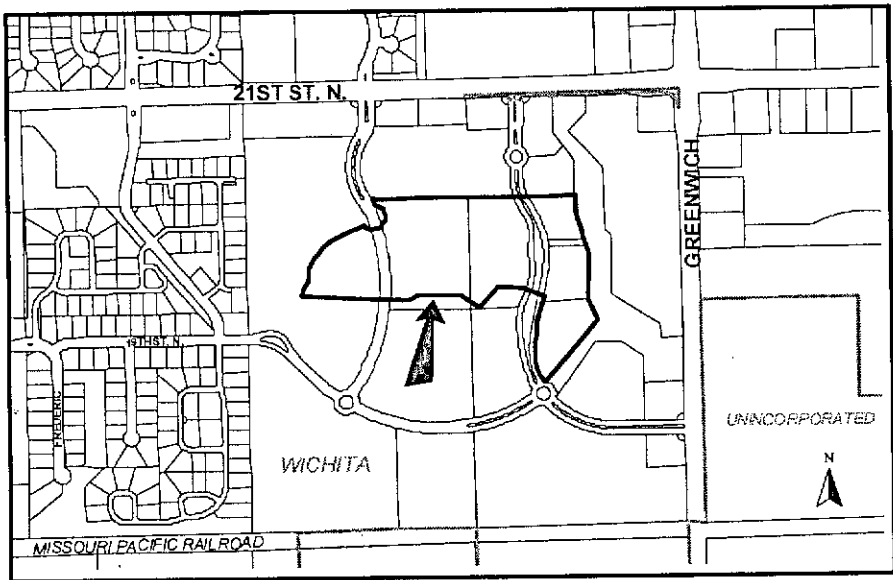 21ST ST. N.
GREENWICH
19TH ST. N.
FREDERIC
UNINCORPORATED
WICHITA
N
MISSOURI PACIFIC RAILROAD